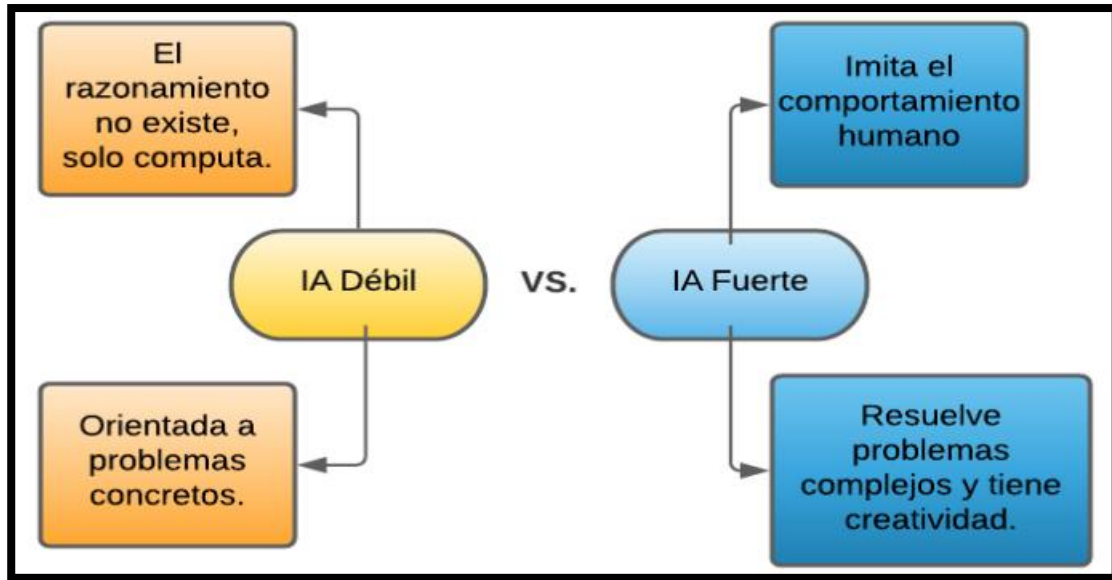 El
razonamiento
no existe,
solo computa.
Imita el
comportamiento
humano
IA Débil
vs.
IA Fuerte
Orientada a
problemas
concretos.
Resuelve
problemas
complejos y tiene
creatividad.